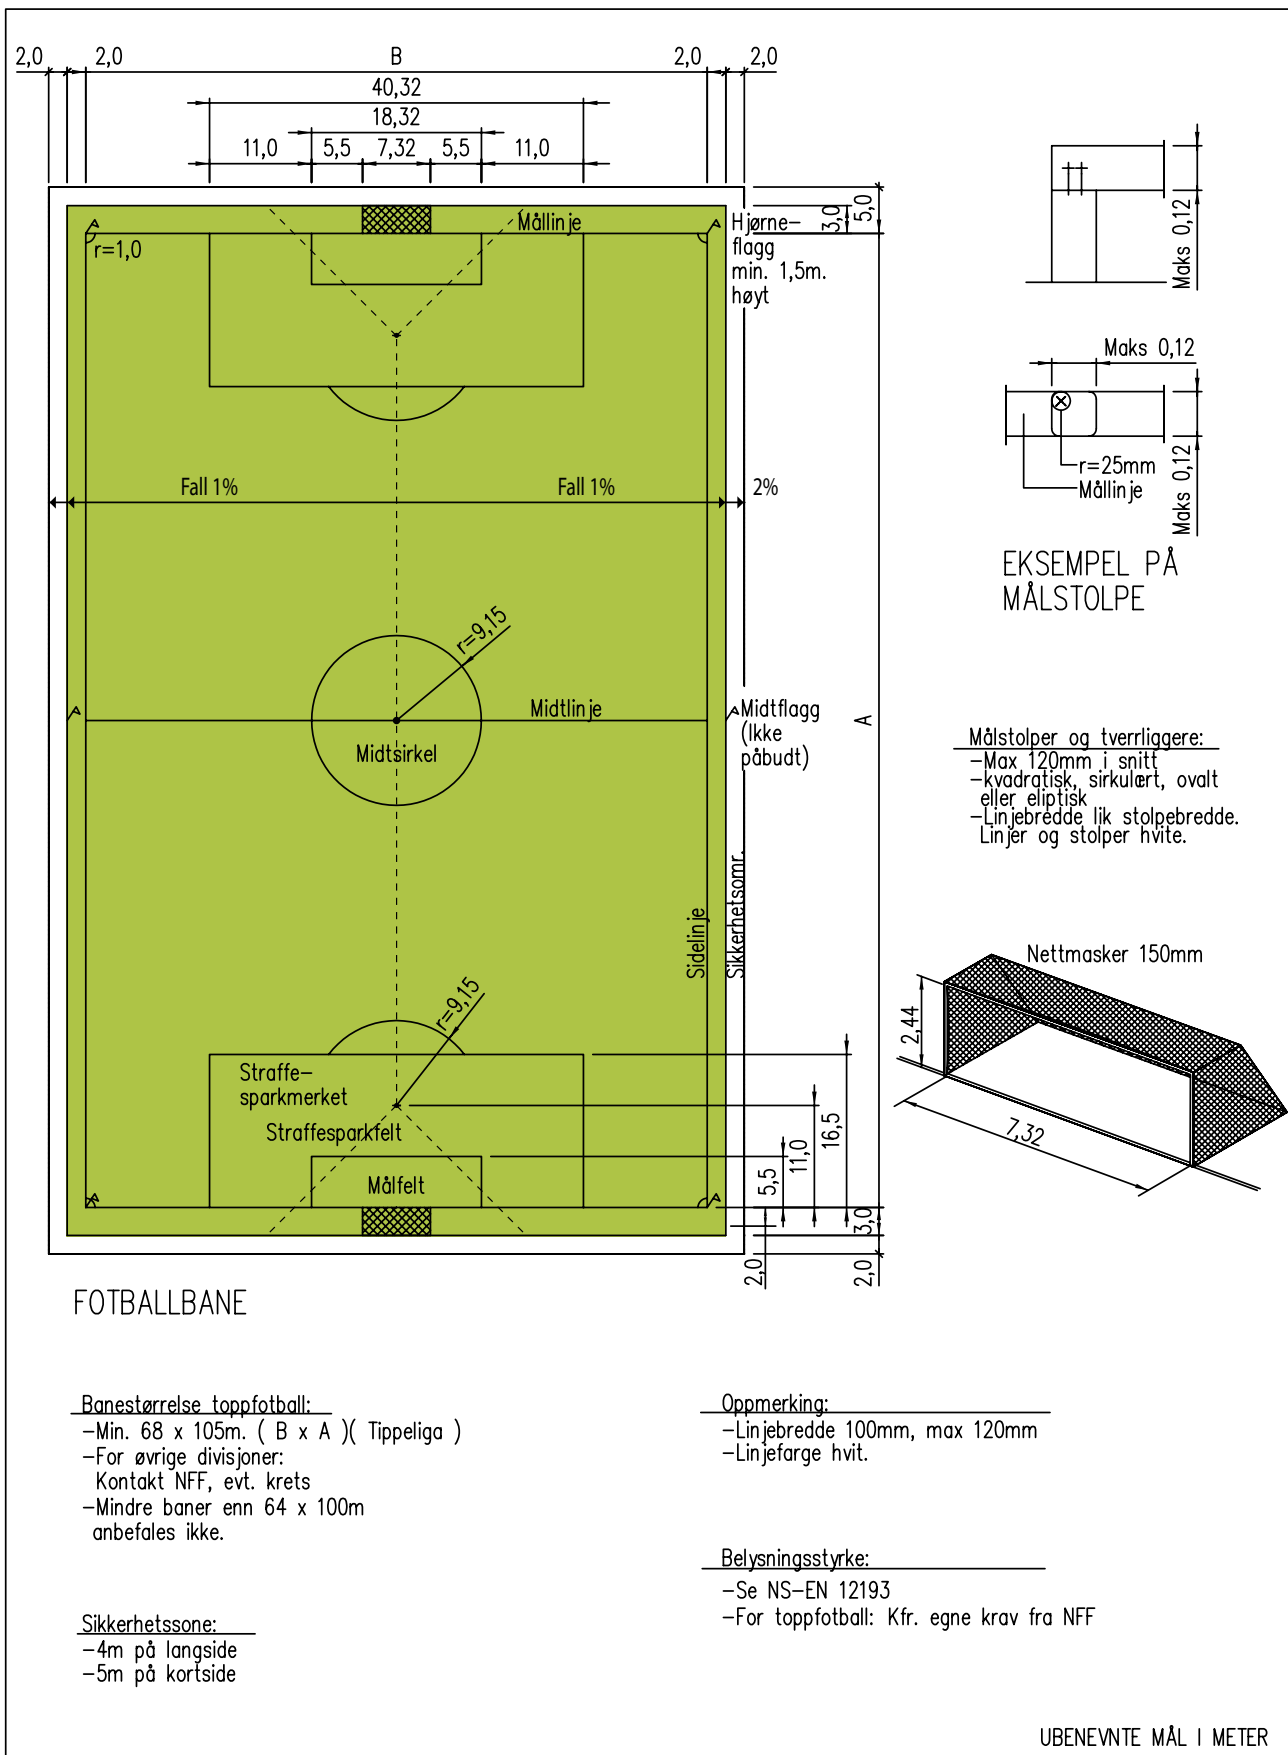 2,0 2,0 B 2,0 2,0
40,32
18,32
11,0 5,5 7,32 5,5 11,0
Mållinje
r=1,0
Hjørne-
flagg
min. 1,5m.
høyt
3,0
5,0
Fall 1% Fall 1% 2%
r=9,15
Midtlinje
Midtsirkel
Midtflagg
(Ikke
påbudt)
A
Sidelinje
Sikkerhetsomr.
r=9,15
Straffe-
sparkmerket
Straffesparkfelt
Målfelt
5,5
11,0
16,5
3,0
2,0
2,0
FOTBALLBANE
Maks 0,12
Maks 0,12
r=25mm
Mållinje
Maks 0,12
EKSEMPEL PÅ
MÅLSTOLPE
Målstolper og tverrliggere:
-Max 120mm i snitt
-kvadratisk, sirkulært, ovalt
eller eliptisk
-Linjebredde lik stolpebredde.
Linjer og stolper hvite.
Nettmasker 150mm
2,44
7,32
Banestørrelse toppfotball:
-Min. 68 x 105m. ( B x A )( Tippeliga )
-For øvrige divisjoner:
Kontakt NFF, evt. krets
-Mindre baner enn 64 x 100m
anbefales ikke.
Sikkerhetssone:
-4m på langside
-5m på kortside
Oppmerking:
-Linjebredde 100mm, max 120mm
-Linjefarge hvit.
Belysningsstyrke:
-Se NS-EN 12193
-For toppfotball: Kfr. egne krav fra NFF
UBENEVNTE MÅL I METER